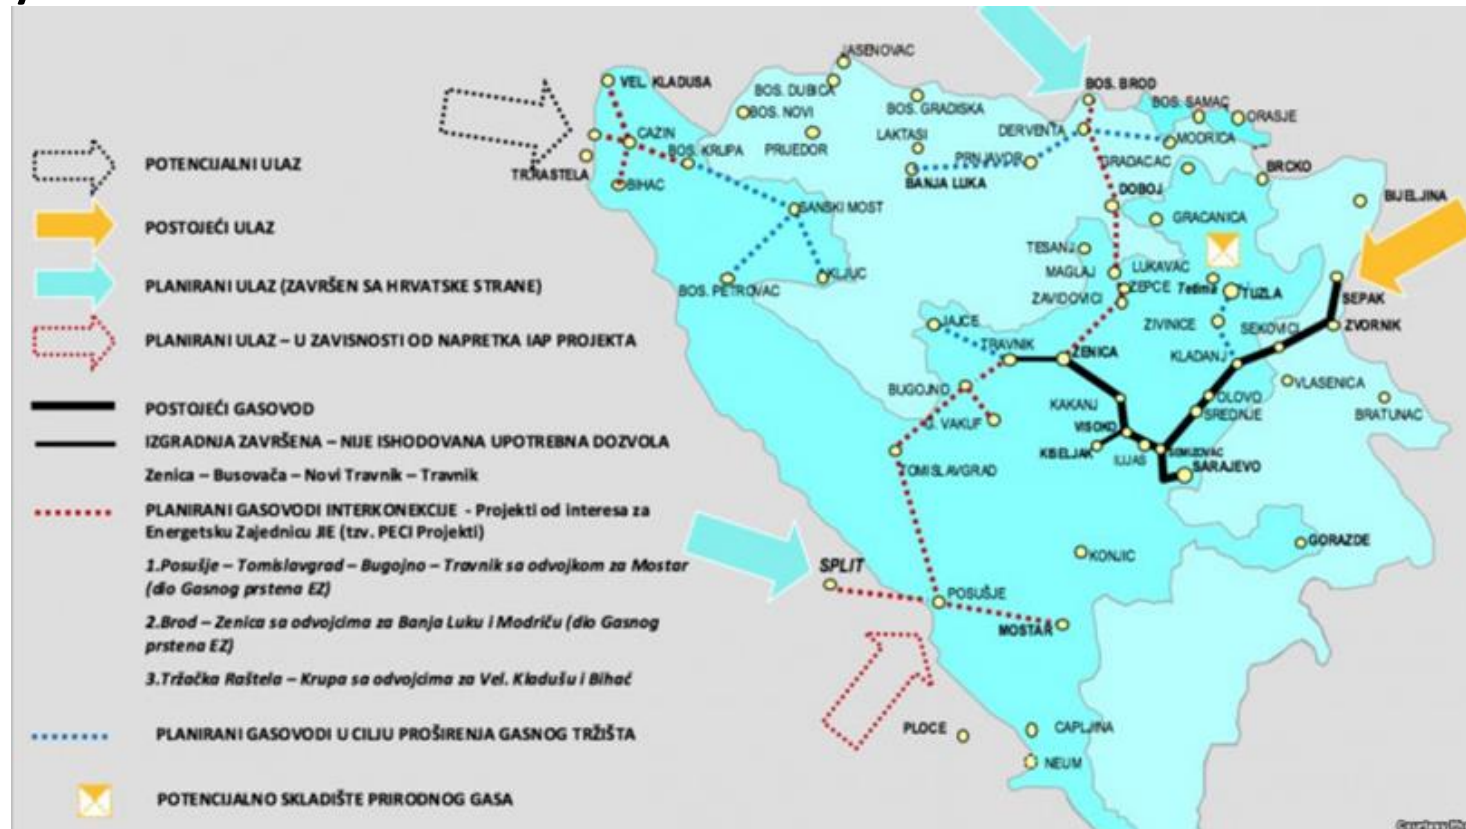 POTENCIJALNI ULAZ
POSTOJEĆI ULAZ
PLANIRANI ULAZ (ZAVRŠEN SA HRVATSKE STRANE)
PLANIRANI ULAZ – U ZAVISNOSTI OD NAPRETKA IAP PROJEKTA
POSTOJEĆI GASOVOD
IZGRADNJA ZAVRŠENA – NIJE ISHODOVANA UPOTREBNA DOZVOLA
Zenica – Busovača – Novi Travnik – Travnik
PLANIRANI GASOVODI INTERKONEKCIJE - Projekti od interesa za
Energetsku Zajednicu JIE (tzv. PECI Projekti)
1.Posušje – Tomislavgrad – Bugojno – Travnik sa odvojkom za Mostar
(dio Gasnog prstena EZ)
2.Brod – Zenica sa odvojcima za Banja Luku i Modriču (dio Gasnog
prstena EZ)
3.Tržačka Raštela – Krupa sa odvojcima za Vel. Kladušu i Bihać
PLANIRANI GASOVODI U CILJU PROŠIRENJA GASNOG TRŽIŠTA
POTENCIJALNO SKLADIŠTE PRIRODNOG GASA
JASENOVAC
VEL. KLADUSA
BOS. DUBICA
BOS. BROD
BOS. NOVI
BOS. GRADISKA
BOS. SAMAC
ORASJE
CAZIN
PRIJEDOR
LAKTASI
DERVENTA
MODRICA
BOS. KRUPA
PRNJAVOR
GRADACAC
TR.RASTELA
BIHAC
BANJA LUKA
BRCKO
DOBOJ
BIJELJINA
SANSKI MOST
GRACANICA
TESANJ
MAGLAJ
LUKAVAC
BOS. PETROVAC
KLJUC
ZEPCE
Tetima
TUZLA
ZAVIDOVICI
SEPAK
JAJCE
ZIVINICE
SEKOVICI
ZVORNIK
TRAVNIK
ZENICA
KLADANJ
BUGOJNO
VLASENICA
KAKANJ
OLOVO
BRATUNAC
G. VAKUF
VISOKO
SREDNJE
KISELJAK
ILIJAS
SEMIZOVAC
TOMISLAVGRAD
SARAJEVO
GORAZDE
KONJIC
SPLIT
POSUŠJE
MOSTAR
PLOCE
CAPLJINA
NEUM